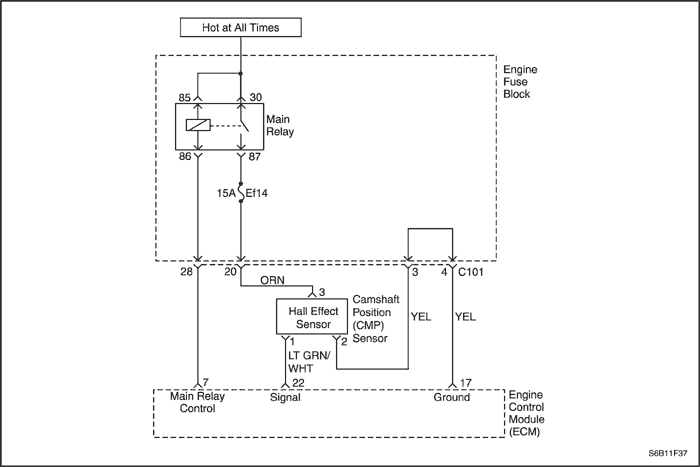 Hot at All Times
Engine
Fuse
Block
85
30
Main
Relay
86
87
15A
Ef14
28
20
3
4
C101
ORN
3
Hall Effect
Sensor
Camshaft
Position
(CMP)
Sensor
YEL
YEL
1
2
LT GRN/
WHT
7
22
17
Main Relay
Control
Signal
Ground
Engine
Control
Module
(ECM)
S6B11F37